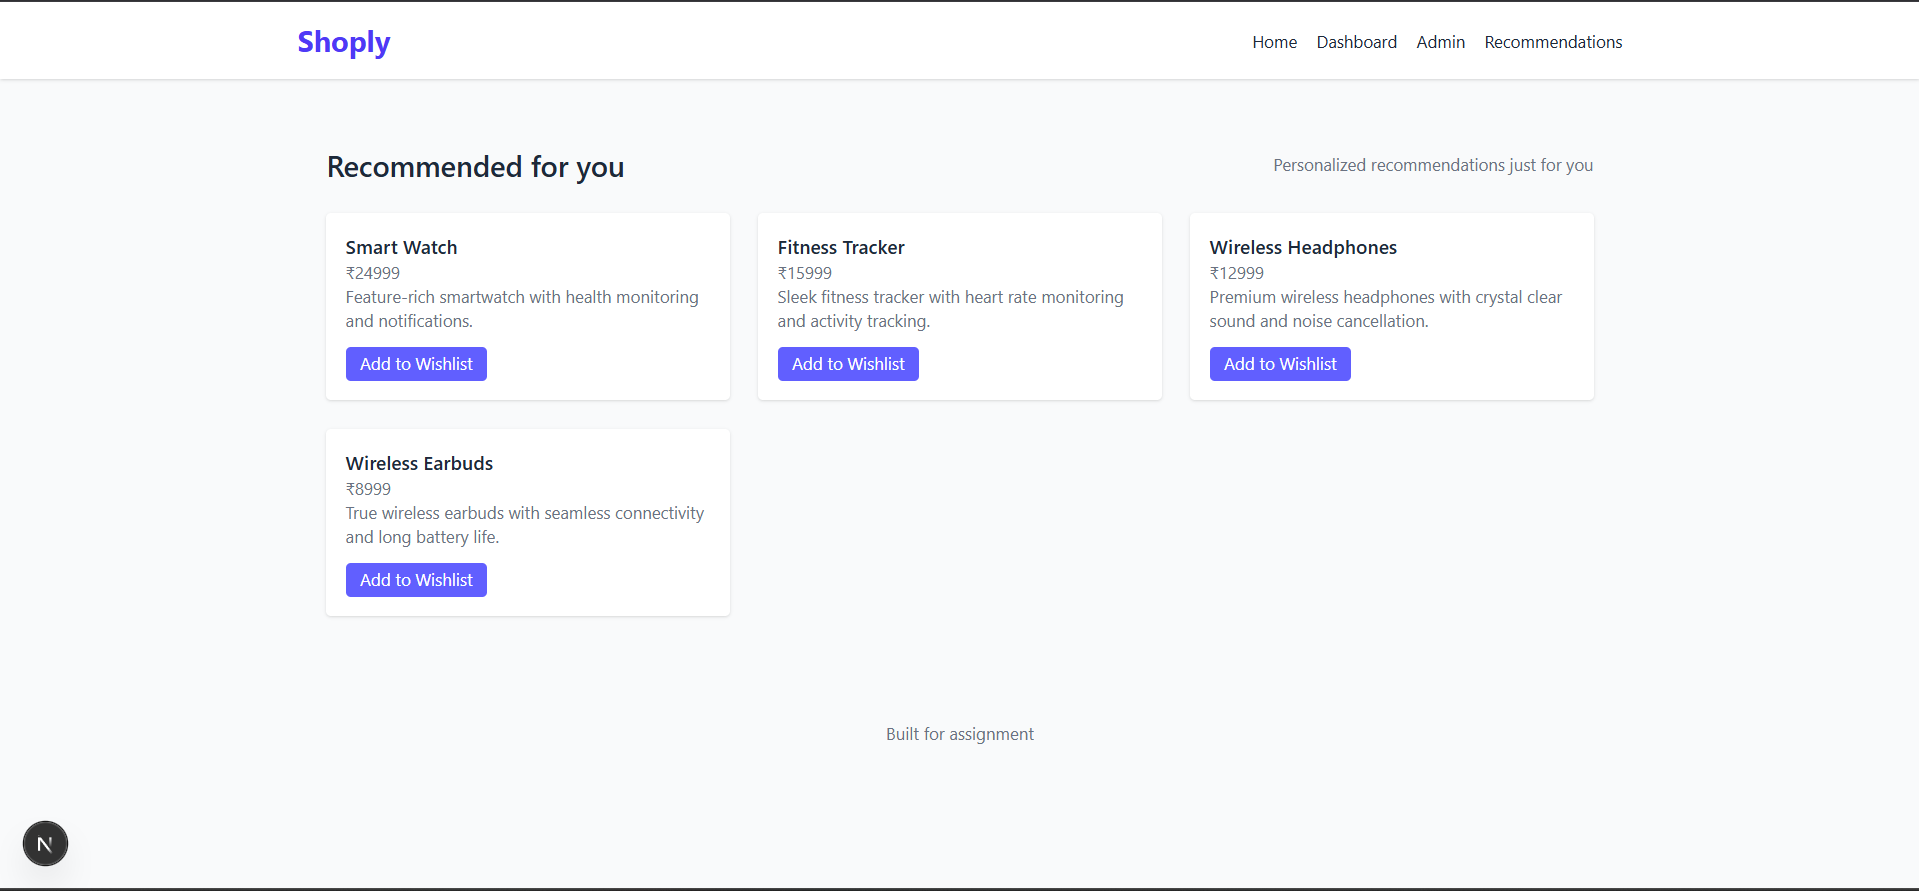 Shoply
Home Dashboard Admin Recommendations
Recommended for you
Personalized recommendations just for you
Smart Watch
₹24999
Feature-rich smartwatch with health monitoring
and notifications.
Add to Wishlist
Fitness Tracker
₹15999
Sleek fitness tracker with heart rate monitoring
and activity tracking.
Add to Wishlist
Wireless Headphones
₹12999
Premium wireless headphones with crystal clear
sound and noise cancellation.
Add to Wishlist
Wireless Earbuds
₹8999
True wireless earbuds with seamless connectivity
and long battery life.
Add to Wishlist
Built for assignment
N